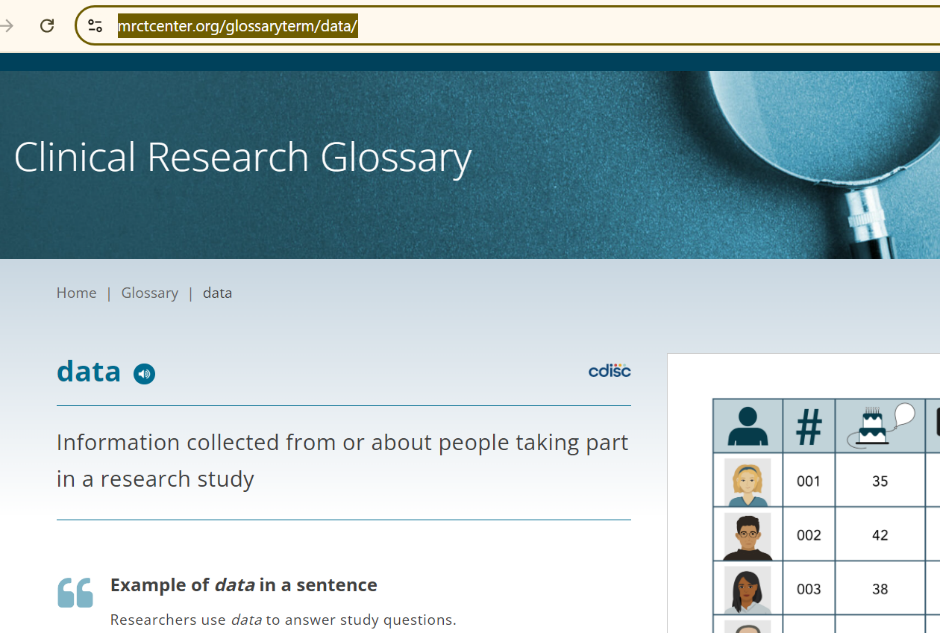 mrctcenter.org/glossaryterm/data/
Clinical Research Glossary
Home | Glossary | data
data
cdisc
Information collected from or about people taking part
in a research study
Example of data in a sentence
Researchers use data to answer study questions.
#
001 35
002 42
003 38